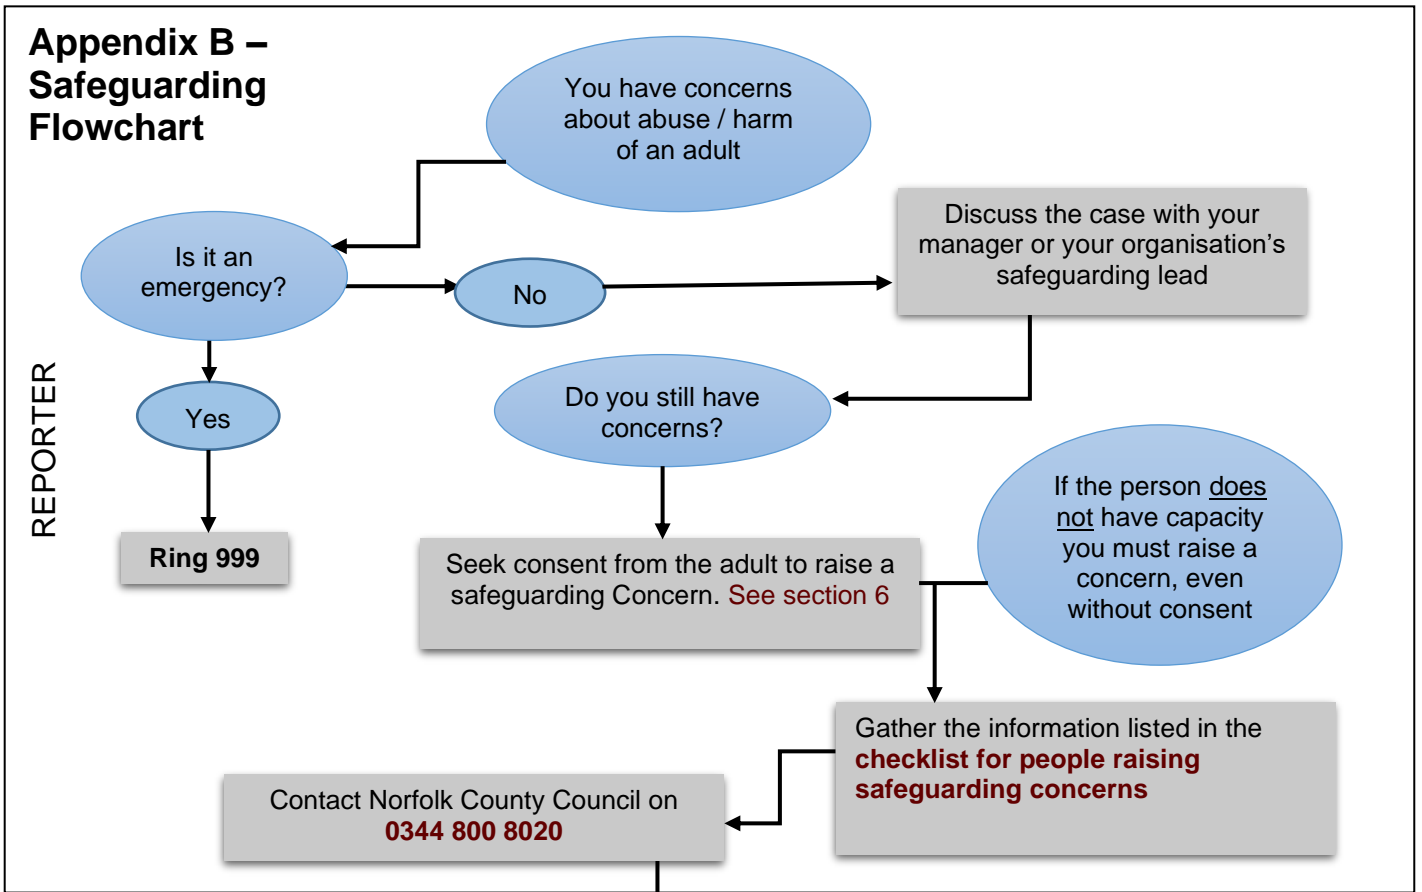 Appendix B –
Safeguarding
Flowchart
You have concerns
about abuse / harm
of an adult
Is it an
emergency?
No
Discuss the case with your
manager or your organisation’s
safeguarding lead
REPORTER
Yes
Do you still have
concerns?
Ring 999
Seek consent from the adult to raise a
safeguarding Concern. See section 6
If the person does
not have capacity
you must raise a
concern, even
without consent
Gather the information listed in the
checklist for people raising
safeguarding concerns
Contact Norfolk County Council on
0344 800 8020